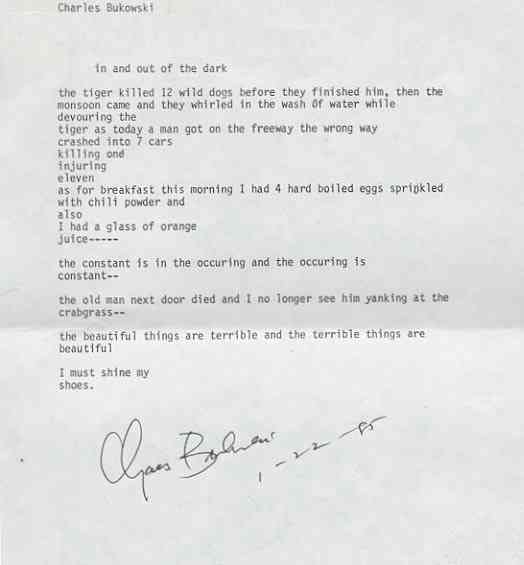 Charles Bukowski
in and out of the dark
the tiger killed 12 wild dogs before they finished him, then the
monsoon came and they whirled in the wash of water while
devouring the
tiger as today a man got on the freeway the wrong way
crashed into 7 cars
killing one
injuring
eleven
as for breakfast this morning I had 4 hard boiled eggs sprinkled
with chili powder and
also
I had a glass of orange
juice-----
the constant is in the occuring and the occuring is
constant--
the old man next door died and I no longer see him yanking at the
crabgrass--
the beautiful things are terrible and the terrible things are
beautiful
I must shine my
shoes.
Charles Bukowski
1-22-85